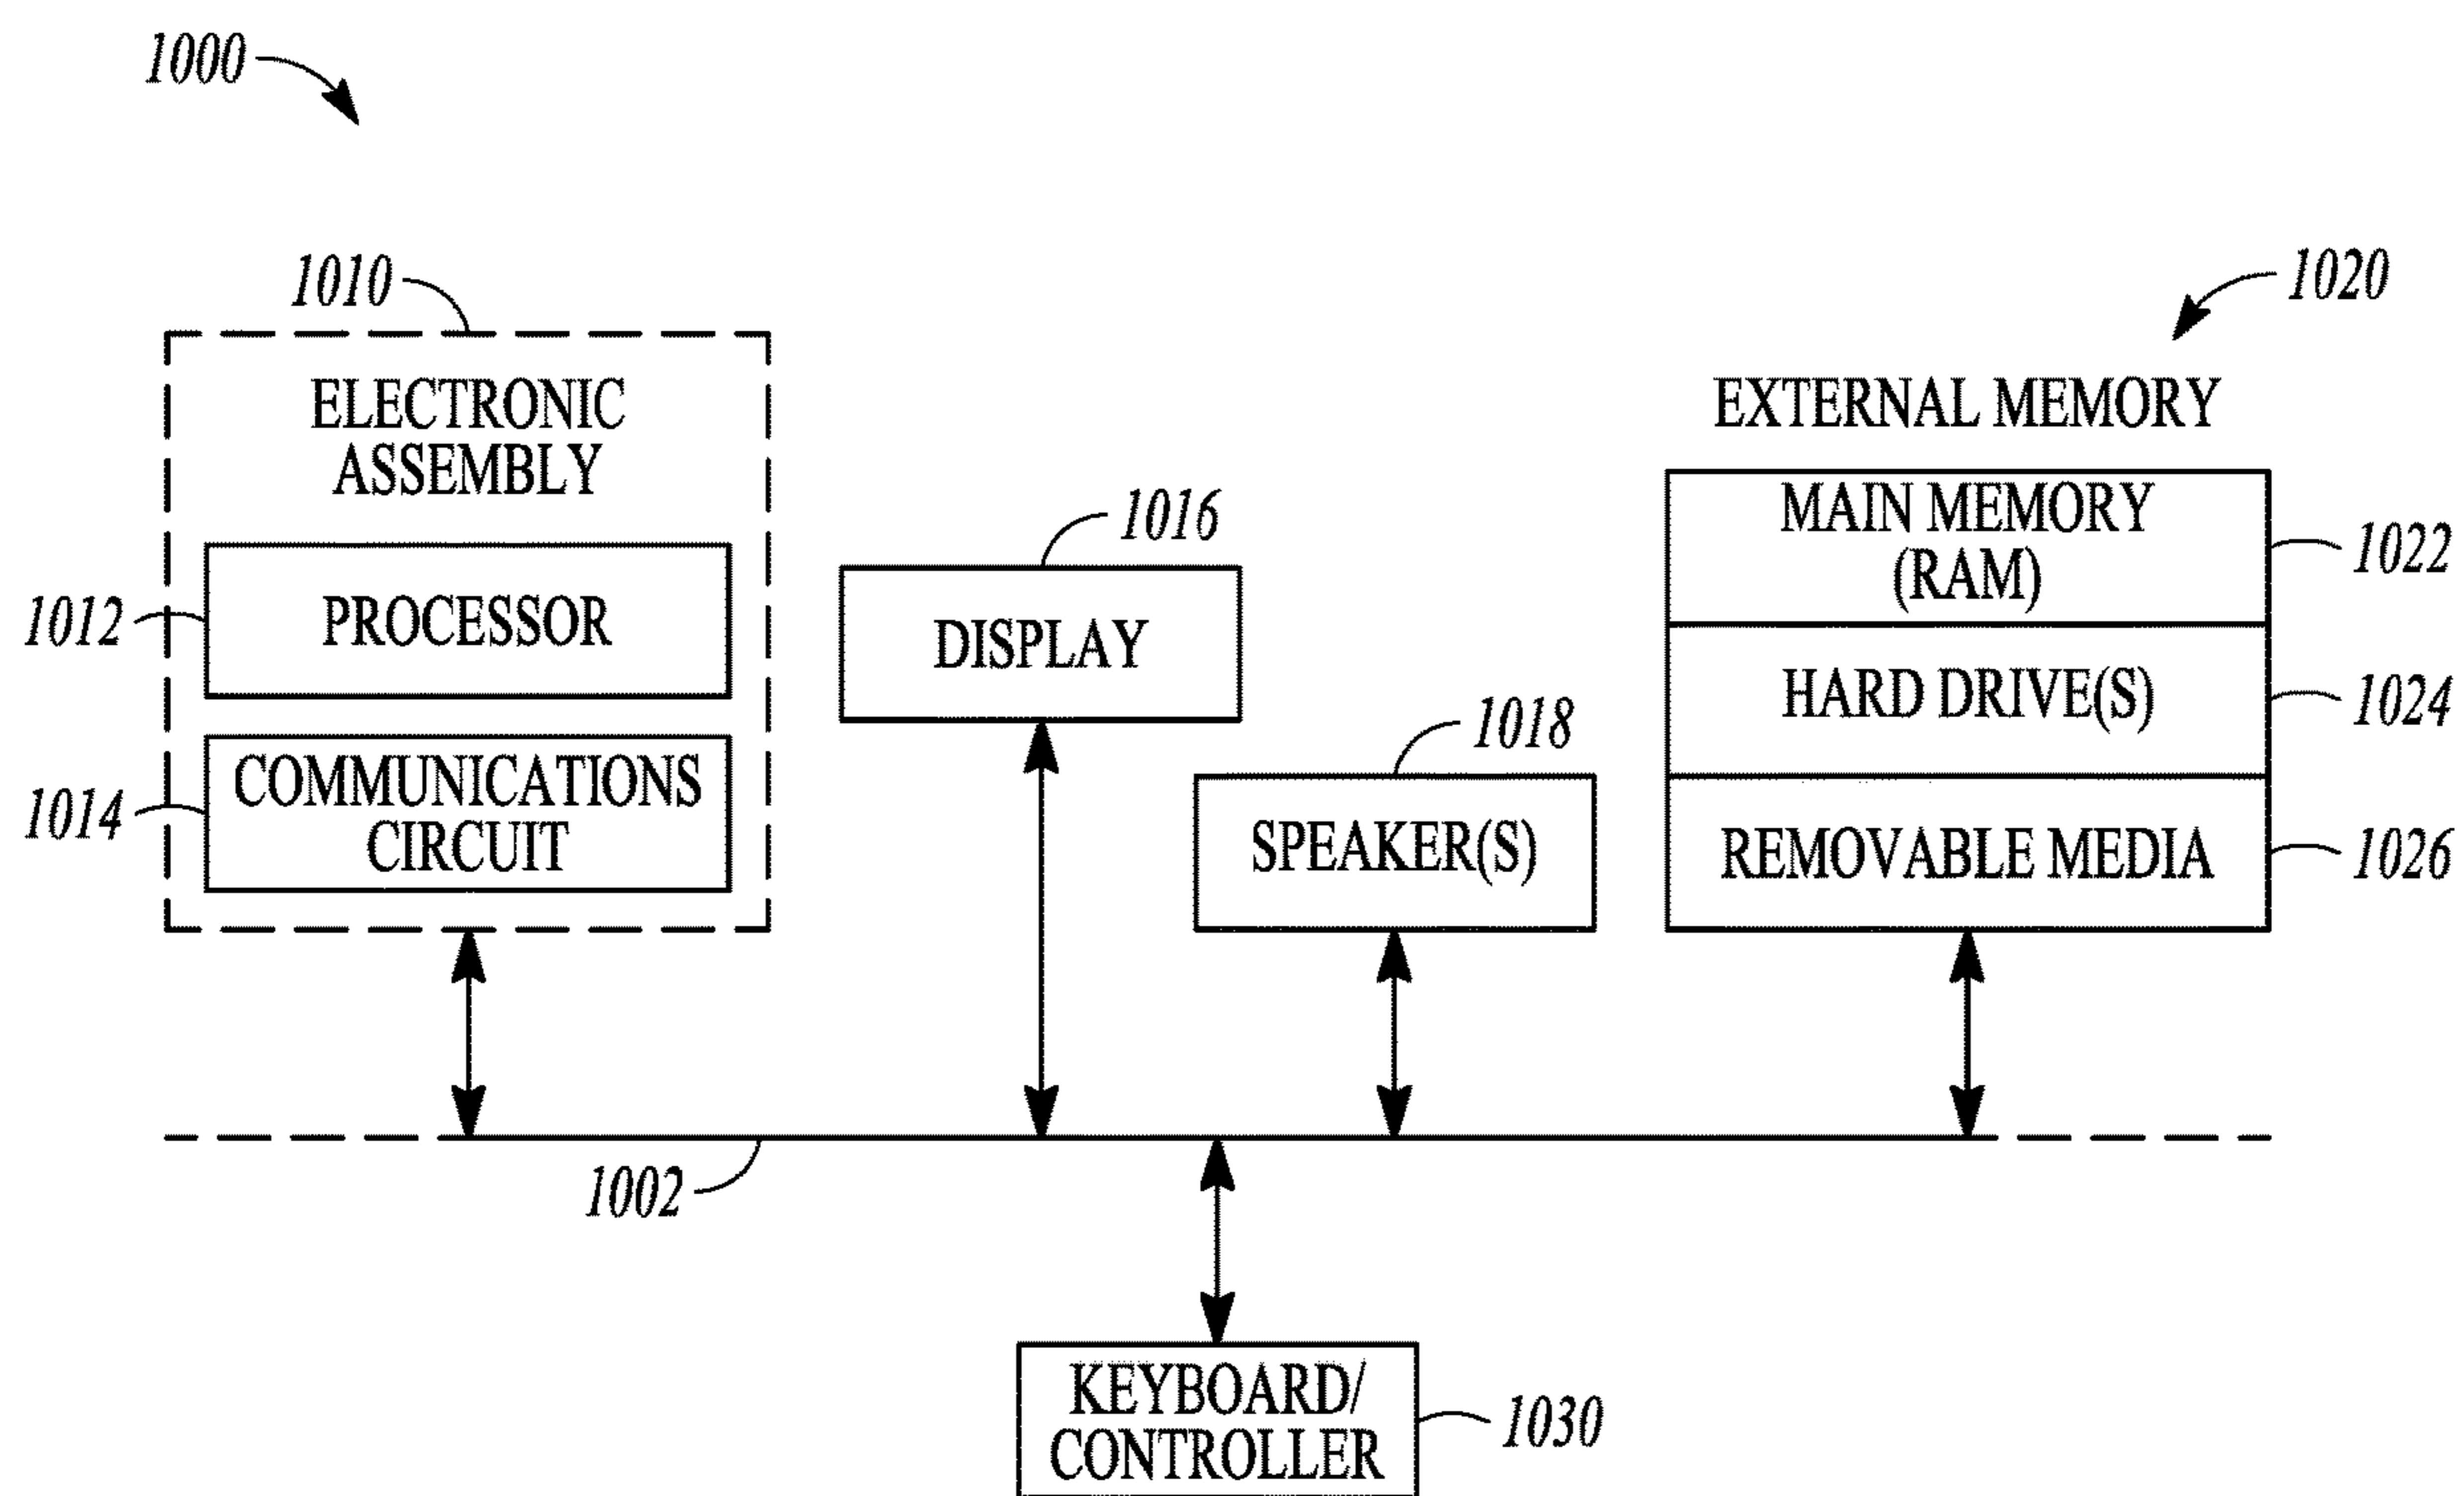 1000
1010
1020
ELECTRONIC
ASSEMBLY
EXTERNAL MEMORY
1016
MAIN MEMORY
(RAM)
1022
1012
PROCESSOR
DISPLAY
HARD DRIVE(S)
1024
1018
COMMUNICATIONS
CIRCUIT
1014
SPEAKER(S)
REMOVABLE MEDIA
1026
1002
KEYBOARD/
CONTROLLER
1030